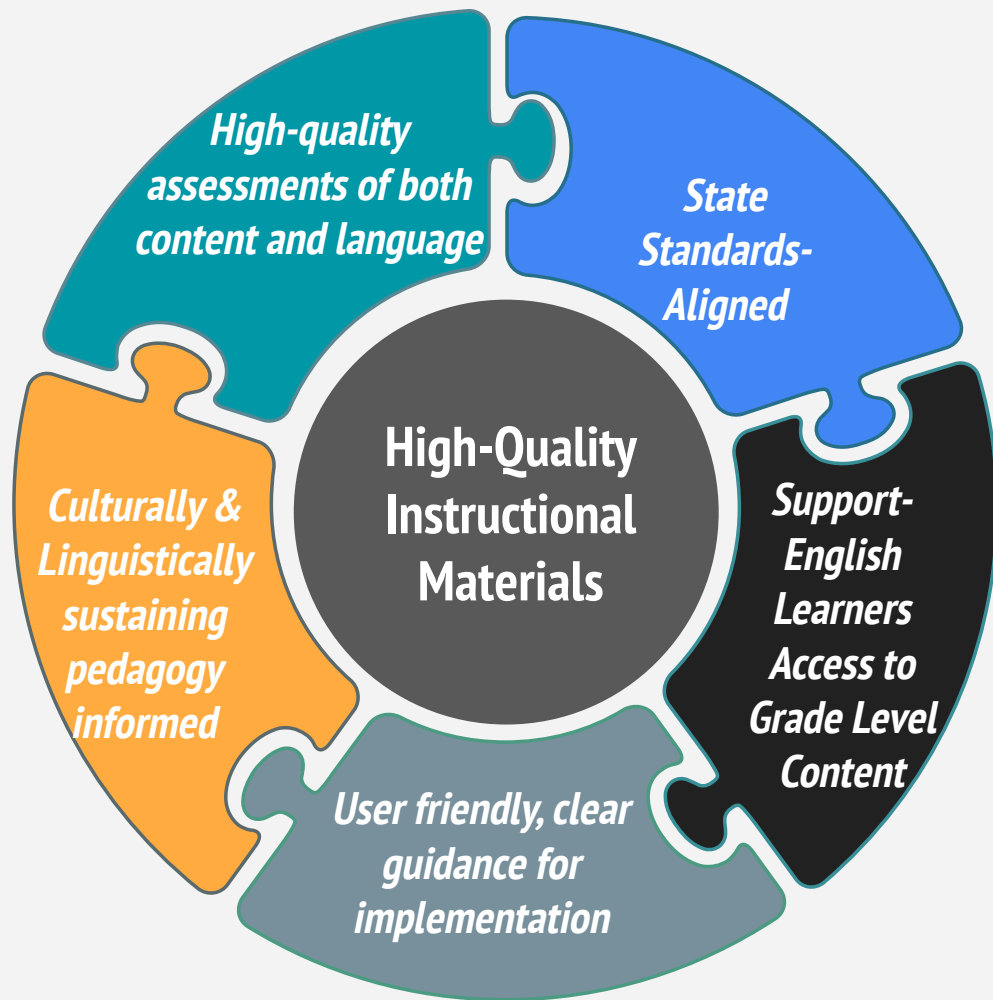 High-quality
assessments of both
content and language
State
Standards-
Aligned
High-Quality
Instructional
Materials
Culturally &
Linguistically
sustaining
pedagogy
informed
Support-
English
Learners
Access to
Grade Level
Content
User friendly, clear
guidance for
implementation